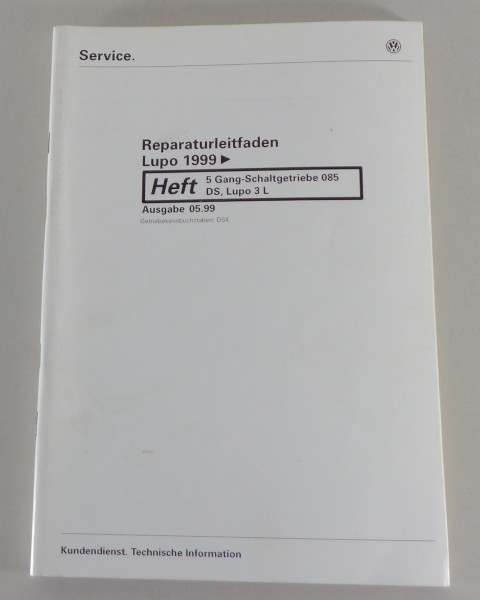 Service.
Reparaturleitfaden
Lupo 1999 ►
Heft 5 Gang-Schaltgetriebe 085
DS, Lupo 3 L
Ausgabe 05.99
Getriebekennbuchstaben: DSK
Kundendienst. Technische Information